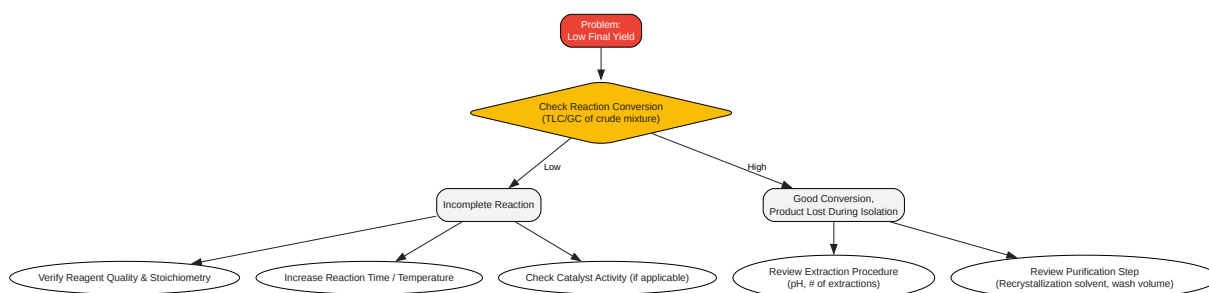 Problem:
Low Final Yield
Check Reaction Conversion
(TLC/GC of crude mixture)
Low
High
Incomplete Reaction
Good Conversion,
Product Lost During Isolation
Verify Reagent Quality & Stoichiometry
Increase Reaction Time / Temperature
Check Catalyst Activity (if applicable)
Review Extraction Procedure
(pH, # of extractions)
Review Purification Step
(Recrystallization solvent, wash volume)